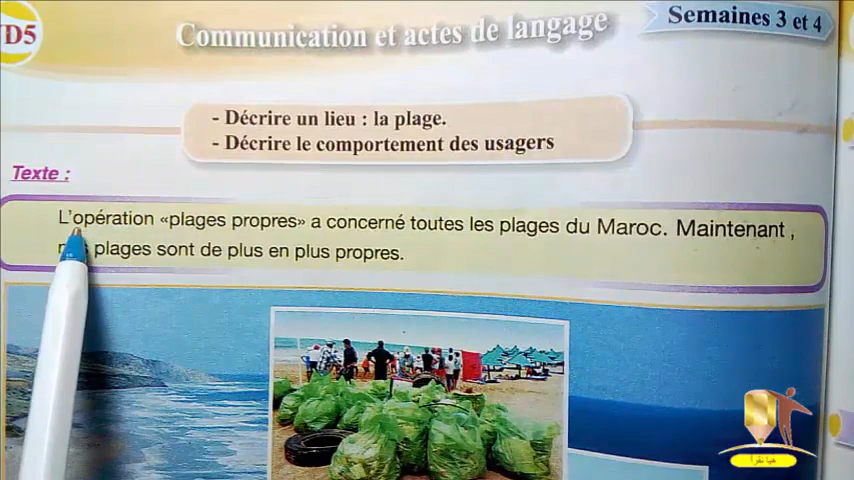 D5
Communication et actes de langage
Semaines 3 et 4
- Décrire un lieu : la plage.
- Décrire le comportement des usagers
Texte :
L'opération «plages propres» a concerné toutes les plages du Maroc. Maintenant ,
plages sont de plus en plus propres.
هيا نقرأ